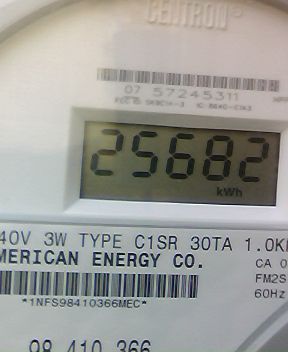 CENTRON®
07 57245311
25682
kWh
40V 3W TYPE C1SR 30TA 1.0K
MERICAN ENERGY CO.
CA 0
FM2S
60Hz
*1NFS98410366MEC*
98 410 366